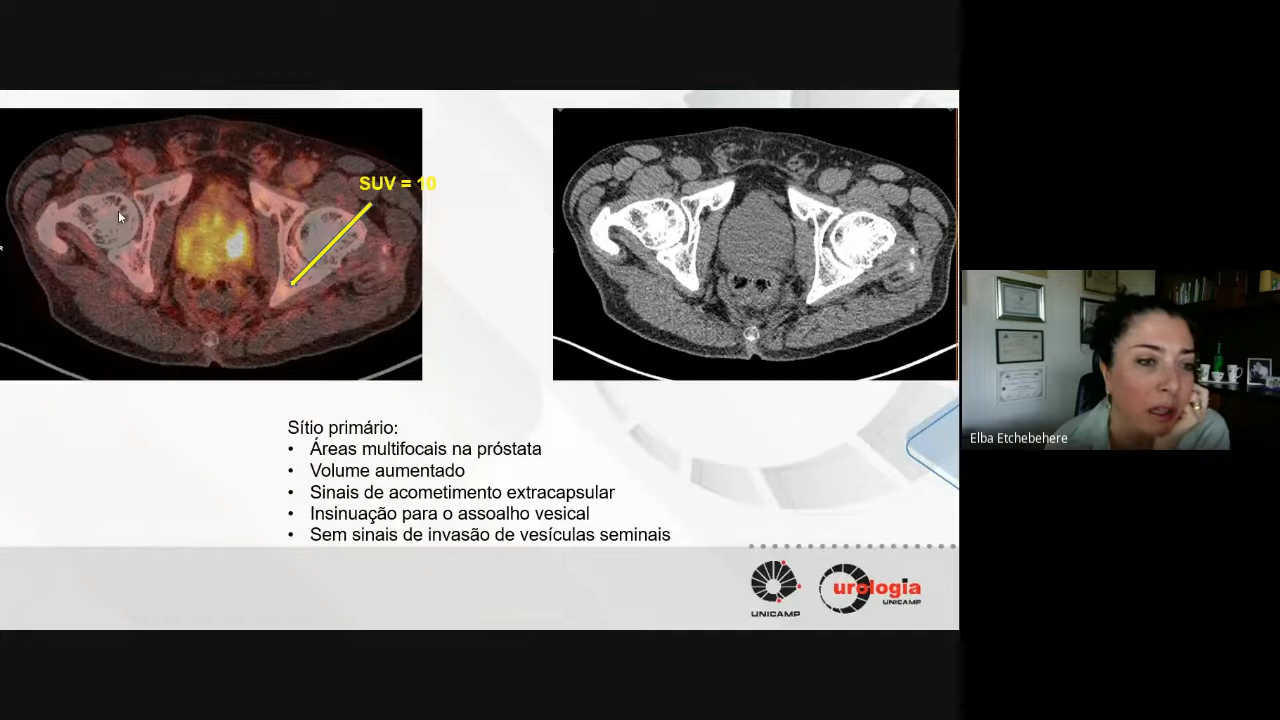 SUV = 10
Sítio primário:
• Áreas multifocais na próstata
• Volume aumentado
• Sinais de acometimento extracapsular
• Insinuação para o assoalho vesical
• Sem sinais de invasão de vesículas seminais
UNICAMP
urologia
UNICAMP
Elba Etchebehere